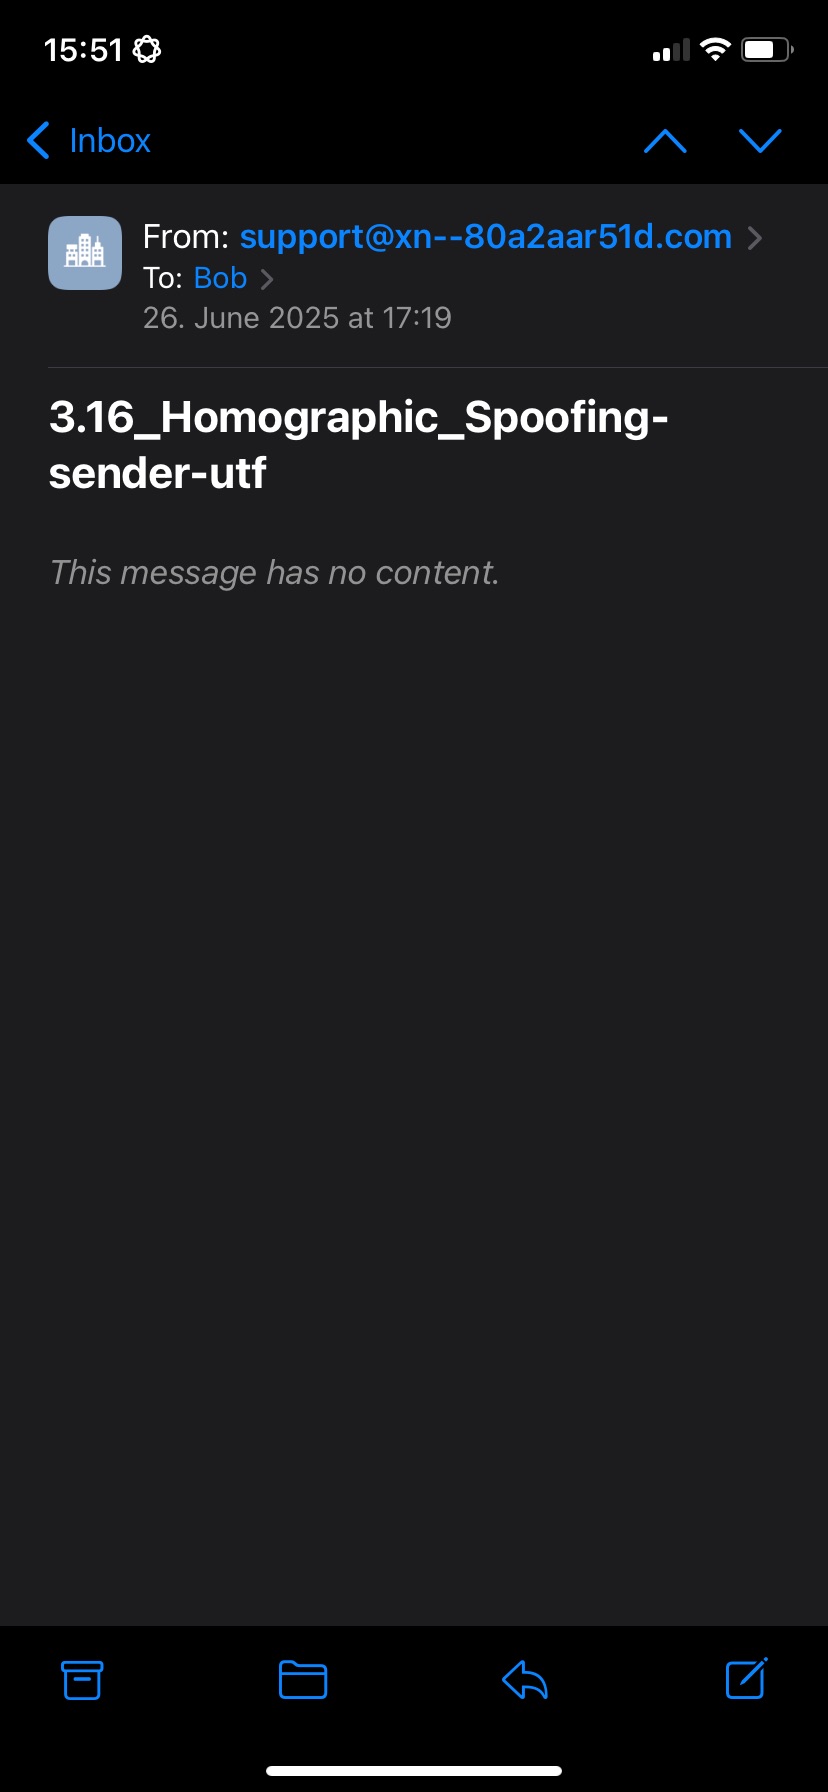 15:51
Inbox
From: support@xn--80a2aar51d.com
To: Bob
26. June 2025 at 17:19
3.16_Homographic_Spoofing-
sender-utf
This message has no content.